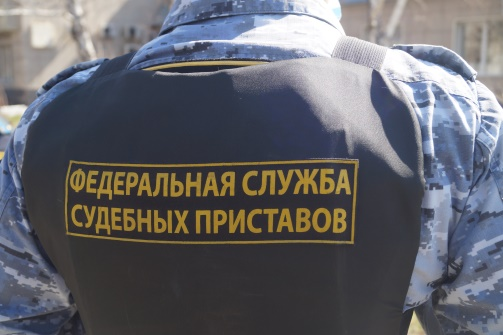 ФЕДЕРАЛЬНАЯ СЛУЖБА
СУДЕБНЫХ ПРИСТАВОВ